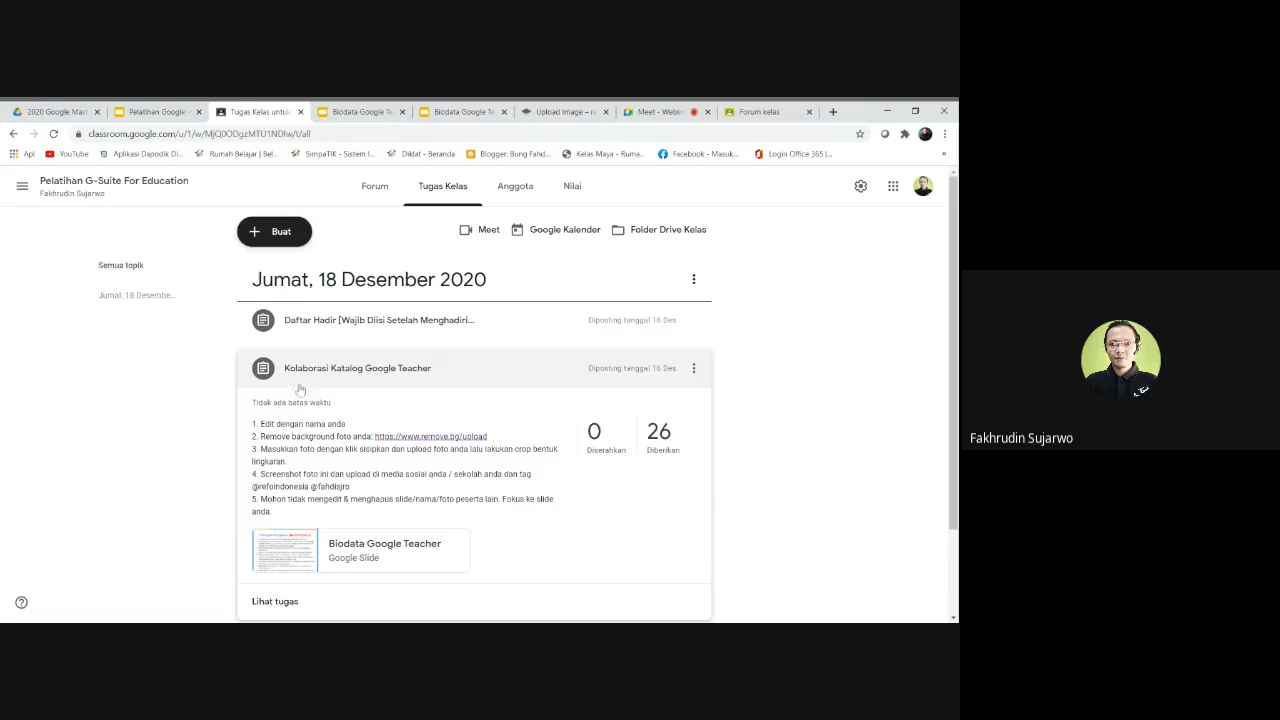 2020 Google Mast
Pelatihan Google
Tugas Kelas untuk
Biodata Google Te
Biodata Google Te
Upload Image – re
Meet - Webin
Forum kelas
classroom.google.com/u/1/w/
Apl
YouTube
Aplikasi Dapodik Di...
Rumah Belajar | Bel...
SimpaTIK - Sistem I...
Diklat - Beranda
Blogger: Bung Fahd...
Kelas Maya - Ruma...
Facebook - Masuk...
Login Office 365 |...
Pelatihan G-Suite For Education
Fakhrudin Sujarwo
Forum
Tugas Kelas
Anggota
Nilai
Buat
Meet
Google Kalender
Folder Drive Kelas
Semua topik
Jumat, 18 Desembe...
Jumat, 18 Desember 2020
Daftar Hadir [Wajib Diisi Setelah Menghadiri...
Diposting tanggal 16 Des
Kolaborasi Katalog Google Teacher
Diposting tanggal 16 Des
Tidak ada batas waktu
1. Edit dengan nama anda
2. Remove background foto anda: https://www.remove.bg/upload
3. Masukkan foto dengan klik sisipkan dan upload foto anda lalu lakukan crop bentuk
lingkaran.
4. Screenshot foto ini dan upload di media sosial anda / sekolah anda dan tag
@refoindonesia @fahdisjro
5. Mohon tidak mengedit & menghapus slide/nama/foto peserta lain. Fokus ke slide
anda.
0
Diserahkan
26
Diberikan
Biodata Google Teacher
Google Slide
Lihat tugas
Fakhrudin Sujarwo